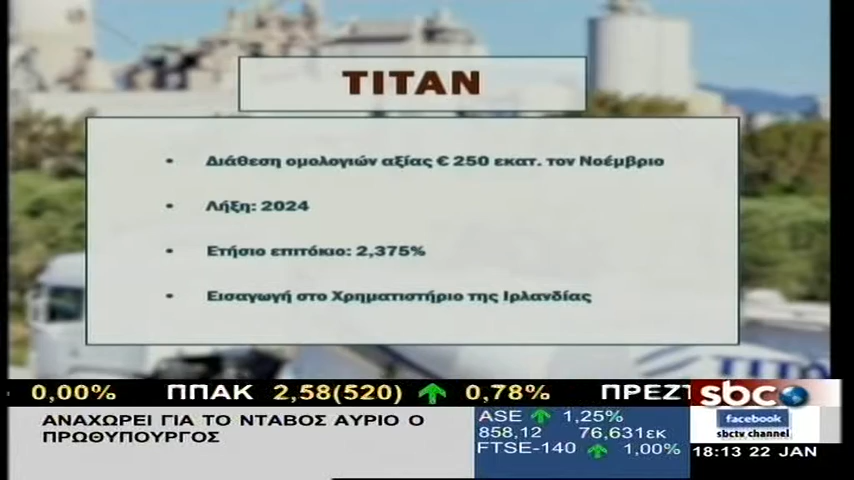 TITAN
• Διάθεση ομολογιών αξίας € 250 εκατ. τον Νοέμβριο
• Λήξη: 2024
• Ετήσιο επιτόκιο: 2,375%
• Εισαγωγή στο Χρηματιστήριο της Ιρλανδίας
0,00% ΠΠΑΚ 2,58(520) 0,78% ΠΡΕΖΤ
sbc
ΑΝΑΧΩΡΕΙ ΓΙΑ ΤΟ ΝΤΑΒΟΣ ΑΥΡΙΟ Ο
ΠΡΩΘΥΠΟΥΡΓΟΣ
ASE 1,25%
858,12 76,631εκ
FTSE-140 1,00%
facebook
sbctv channel
18:13 22 JAN